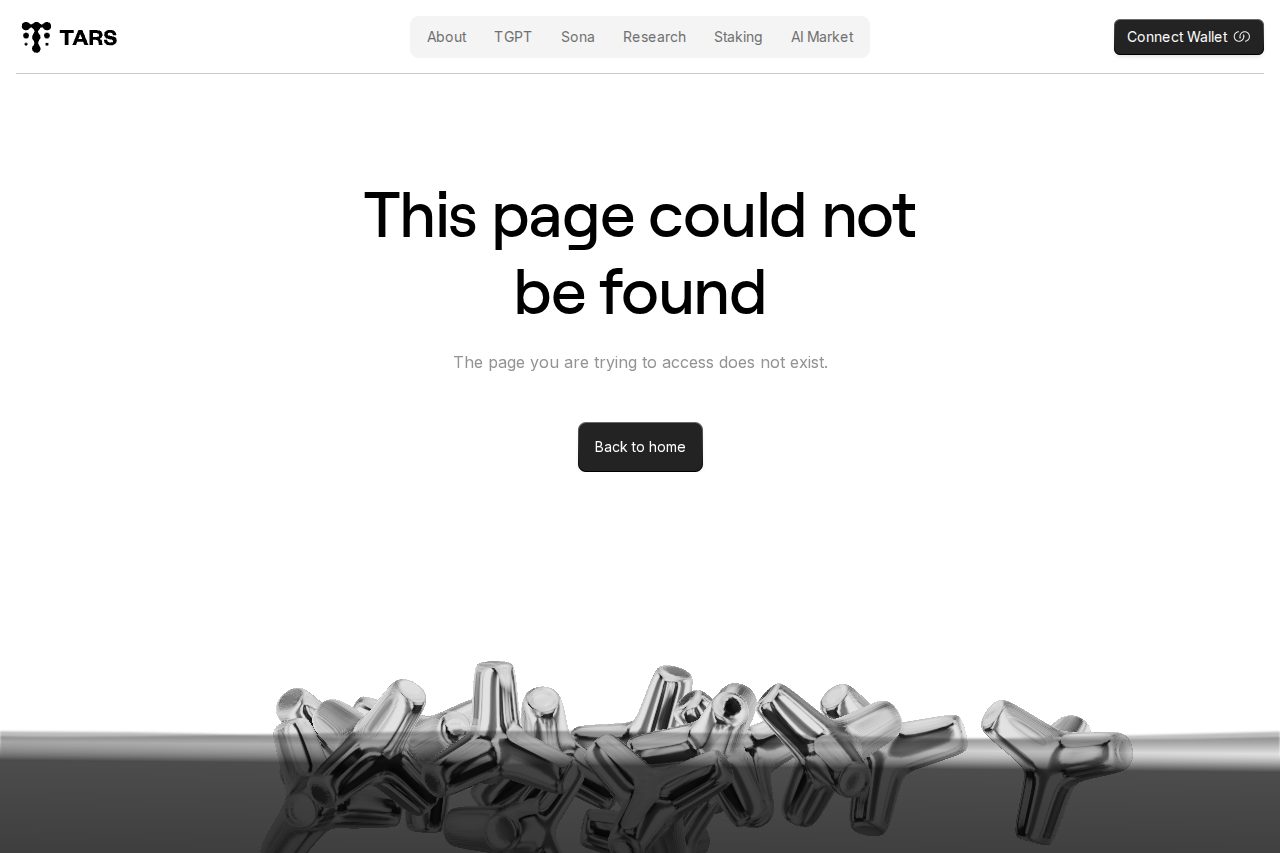 TARS
About TGPT Sona Research Staking AI Market
Connect Wallet
This page could not
be found
The page you are trying to access does not exist.
Back to home